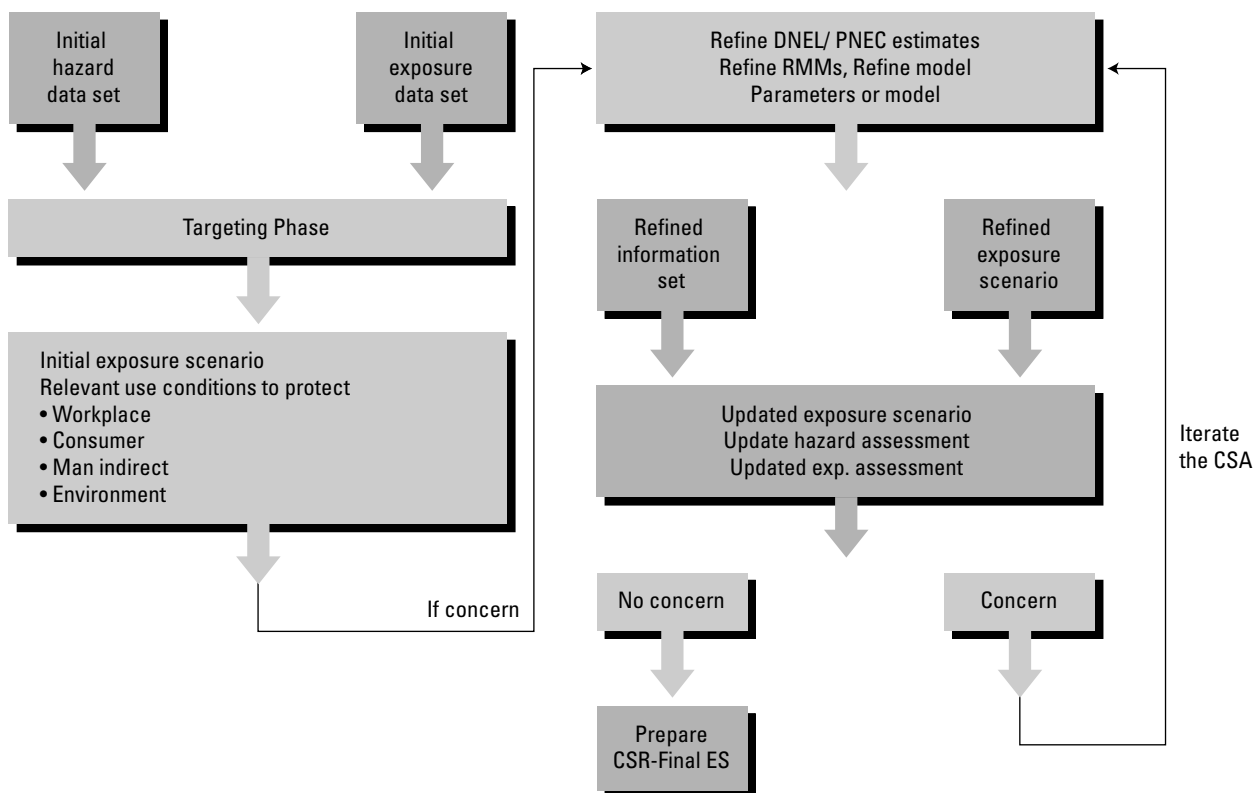 Initial
hazard
data set
Initial
exposure
data set
Targeting Phase
Initial exposure scenario
Relevant use conditions to protect
• Workplace
• Consumer
• Man indirect
• Environment
If concern
Refine DNEL/ PNEC estimates
Refine RMMs, Refine model
Parameters or model
Refined
information
set
Refined
exposure
scenario
Updated exposure scenario
Update hazard assessment
Updated exp. assessment
No concern
Concern
Iterate
the CSA
Prepare
CSR-Final ES